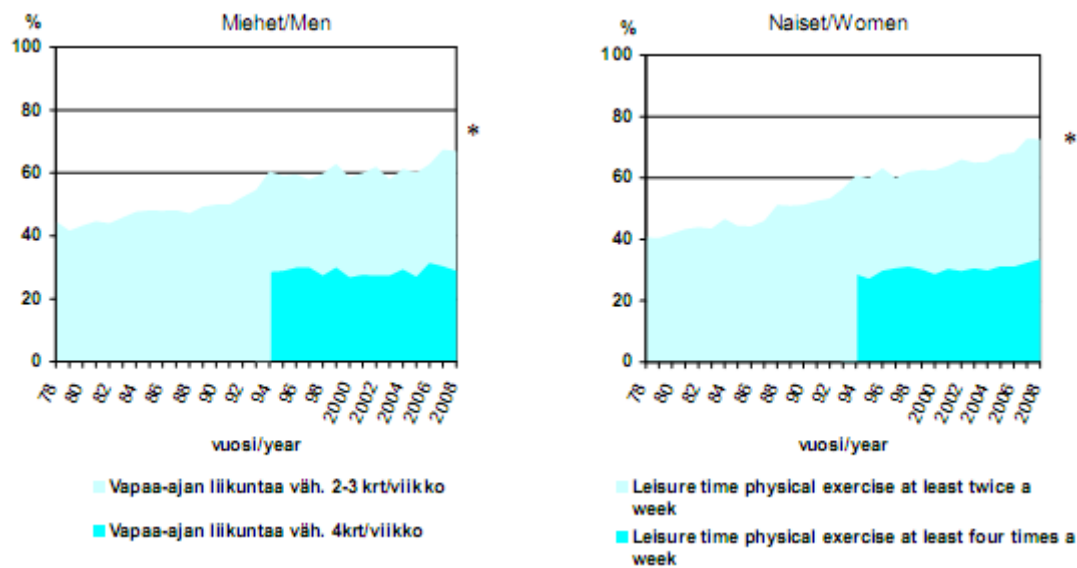 %
Miehet/Men
100
80
60
40
20
0
*
78 80 82 84 86 88 90 92 94 96 98 2000 2002 2004 2006 2008
vuosi/year
Vapaa-ajan liikuntaa väh. 2-3 krt/viikko
Vapaa-ajan liikuntaa väh. 4krt/viikko
%
Naiset/Women
100
80
60
40
20
0
*
78 80 82 84 86 88 90 92 94 96 98 2000 2002 2004 2006 2008
vuosi/year
Leisure time physical exercise at least twice a
week
Leisure time physical exercise at least four times a
week